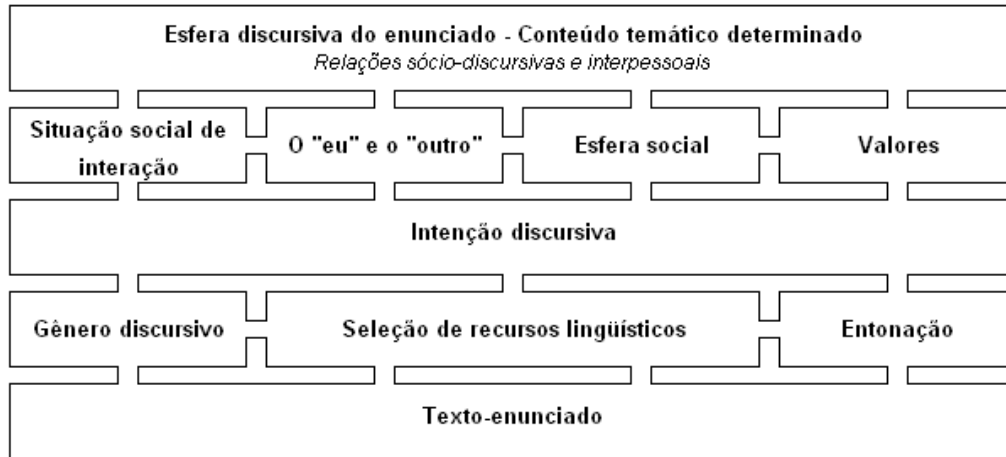 Esfera discursiva do enunciado - Conteúdo temático determinado
Relações sócio-discursivas e interpessoais
Situação social de
interação
O "eu" e o "outro"
Esfera social
Valores
Intenção discursiva
Gênero discursivo
Seleção de recursos lingüísticos
Entonação
Texto-enunciado